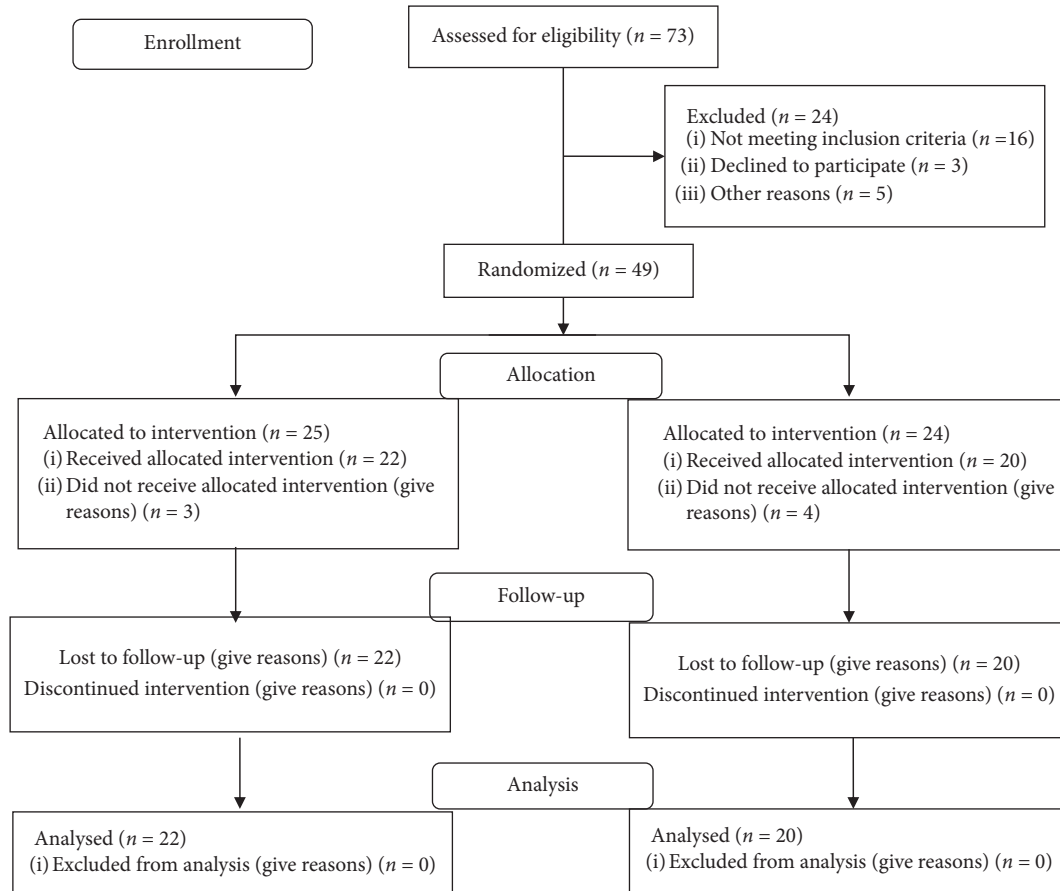 Enrollment
Assessed for eligibility (n = 73)
Excluded (n = 24)
(i) Not meeting inclusion criteria (n =16)
(ii) Declined to participate (n = 3)
(iii) Other reasons (n = 5)
Randomized (n = 49)
Allocation
Allocated to intervention (n = 25)
(i) Received allocated intervention (n = 22)
(ii) Did not receive allocated intervention (give
reasons) (n = 3)
Allocated to intervention (n = 24)
(i) Received allocated intervention (n = 20)
(ii) Did not receive allocated intervention (give
reasons) (n = 4)
Follow-up
Lost to follow-up (give reasons) (n = 22)
Discontinued intervention (give reasons) (n = 0)
Lost to follow-up (give reasons) (n = 20)
Discontinued intervention (give reasons) (n = 0)
Analysis
Analysed (n = 22)
(i) Excluded from analysis (give reasons) (n = 0)
Analysed (n = 20)
(i) Excluded from analysis (give reasons) (n = 0)